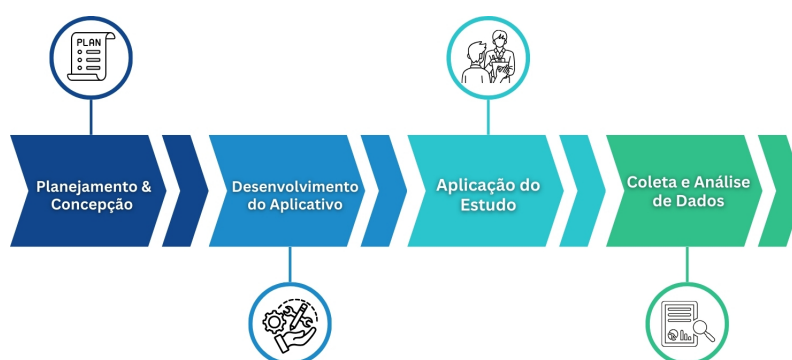 PLAN
Planejamento &
Concepção
Desenvolvimento
do Aplicativo
Aplicação do
Estudo
Coleta e Análise
de Dados